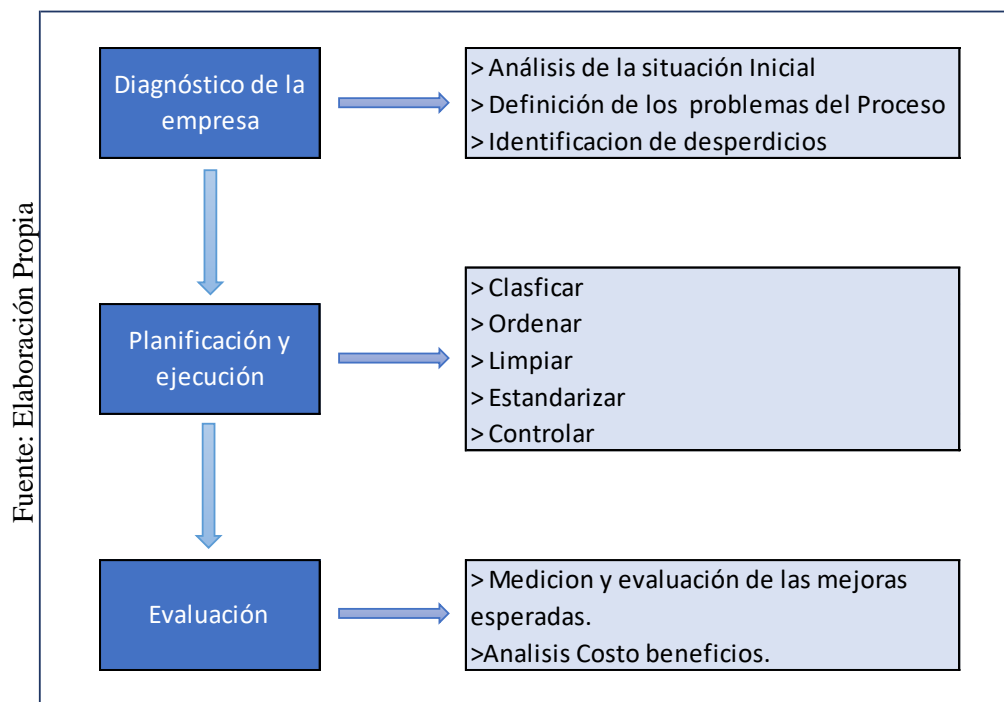 Diagnóstico de la
empresa
> Análisis de la situación Inicial
> Definición de los problemas del Proceso
> Identificacion de desperdicios
Planificación y
ejecución
> Clasficar
> Ordenar
> Limpiar
> Estandarizar
> Controlar
Evaluación
> Medicion y evaluación de las mejoras
esperadas.
>Analisis Costo beneficios.
Fuente: Elaboración Propia